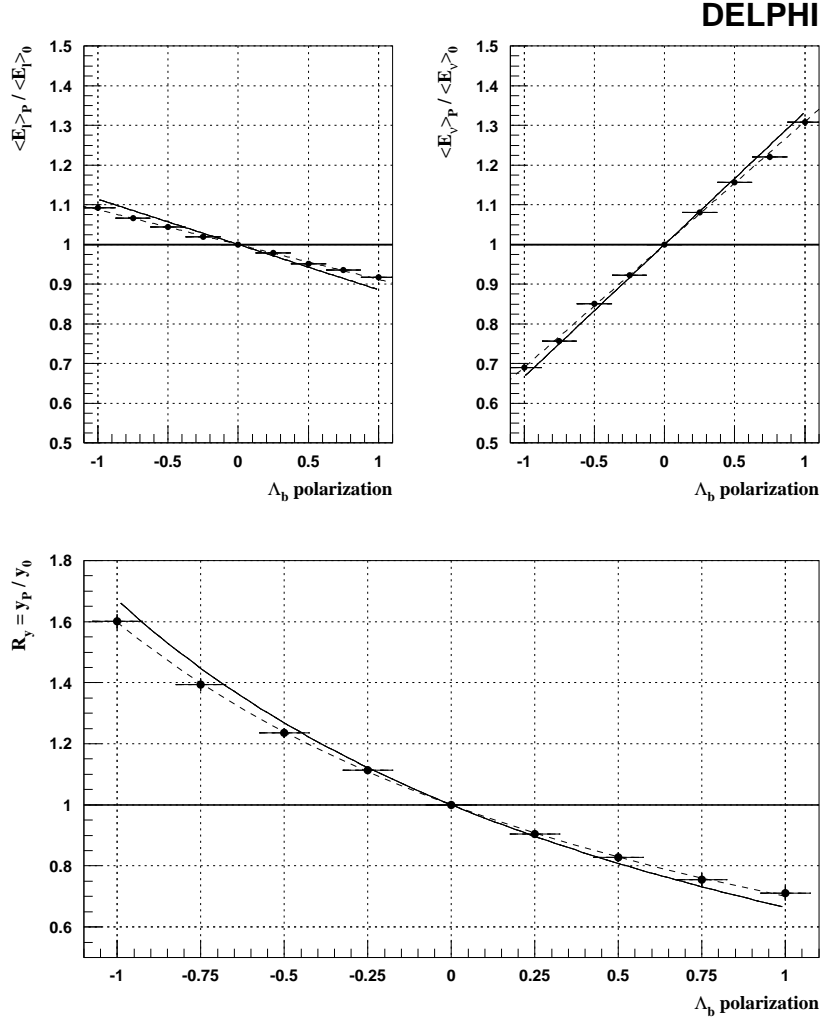 DELPHI
<E_l>_P / <E_l>_0
1.5
1.4
1.3
1.2
1.1
1
0.9
0.8
0.7
0.6
0.5
-1 -0.5 0 0.5 1
Λ_b polarization
<E_ν>_P / <E_ν>_0
1.5
1.4
1.3
1.2
1.1
1
0.9
0.8
0.7
0.6
0.5
-1 -0.5 0 0.5 1
Λ_b polarization
R_y = y_P / y_0
1.8
1.6
1.4
1.2
1
0.8
0.6
-1 -0.75 -0.5 -0.25 0 0.25 0.5 0.75 1
Λ_b polarization